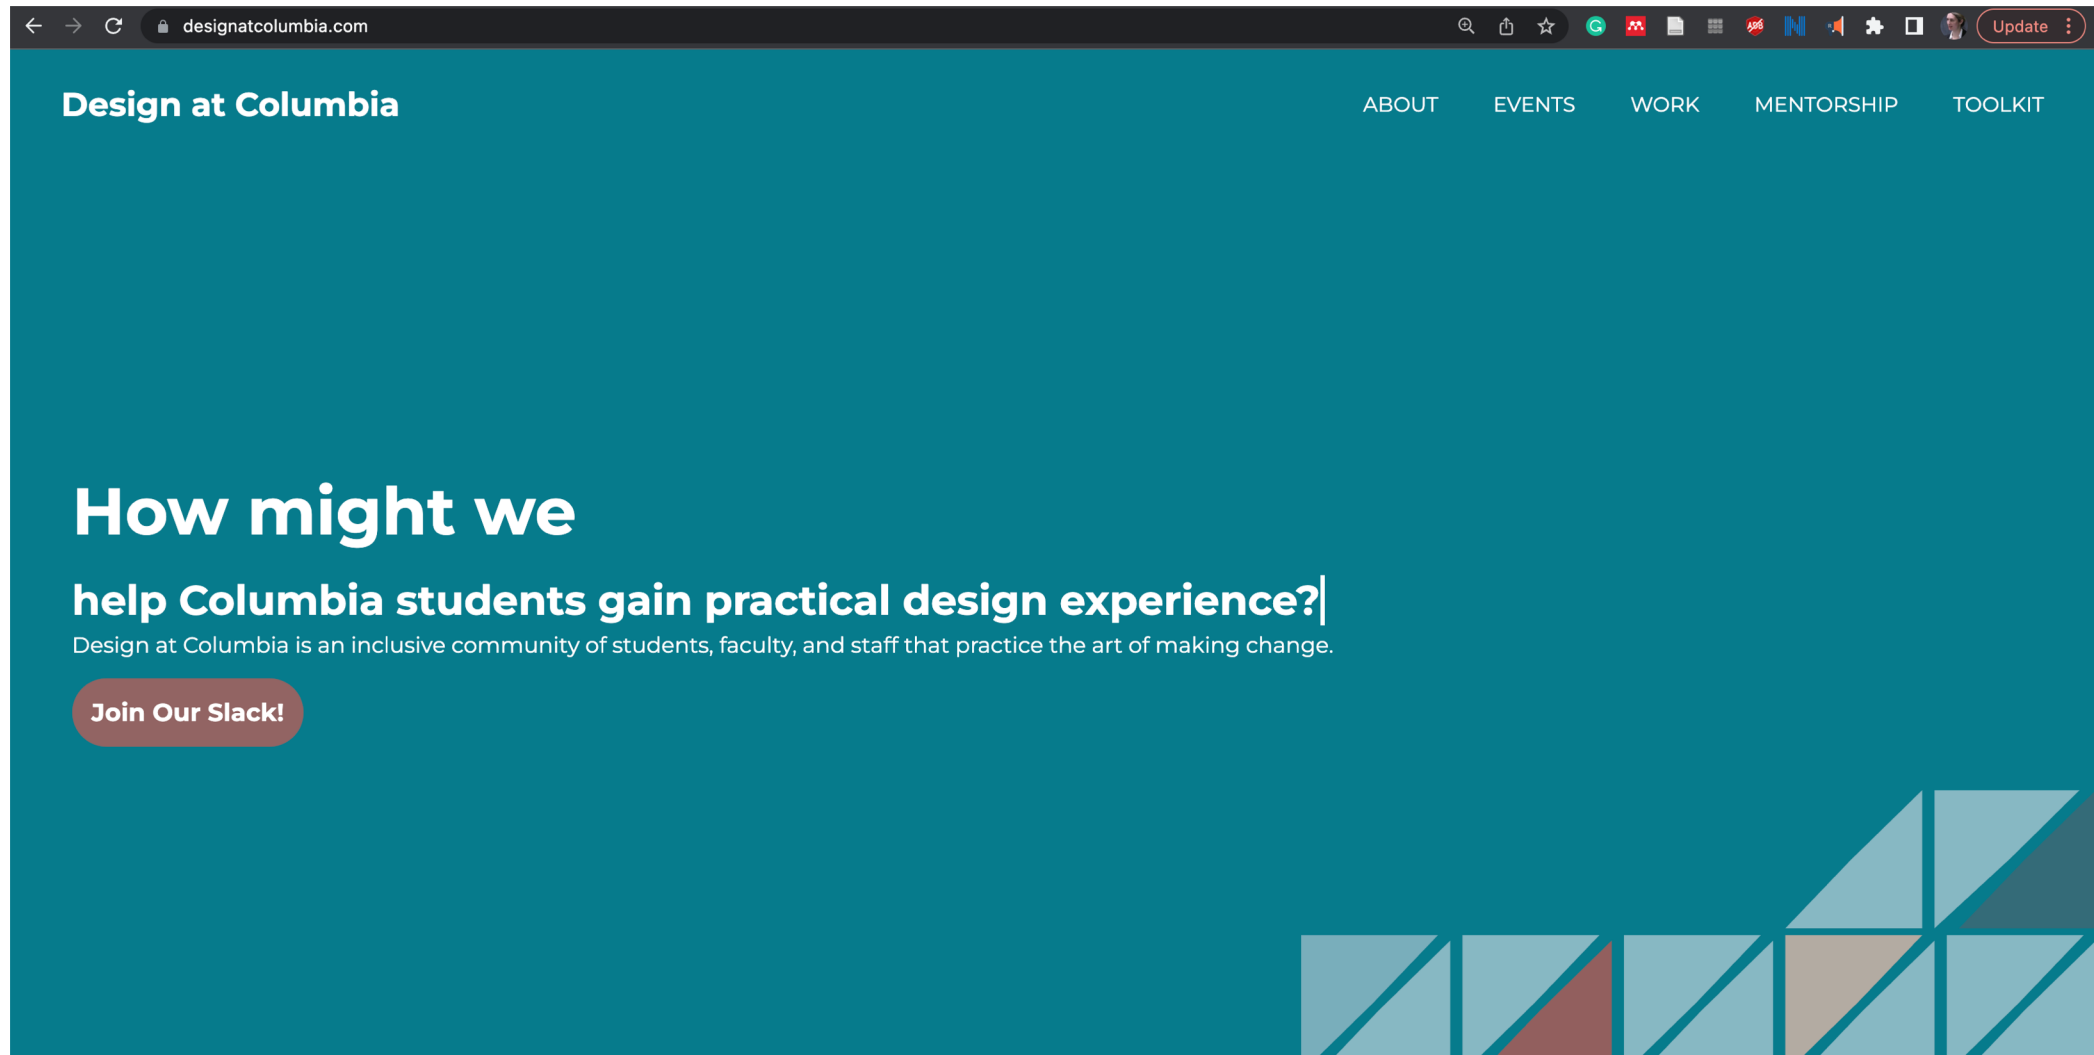 designatcolumbia.com
ABP
Update
Design at Columbia
ABOUT EVENTS WORK MENTORSHIP TOOLKIT
How might we
help Columbia students gain practical design experience?
Design at Columbia is an inclusive community of students, faculty, and staff that practice the art of making change.
Join Our Slack!